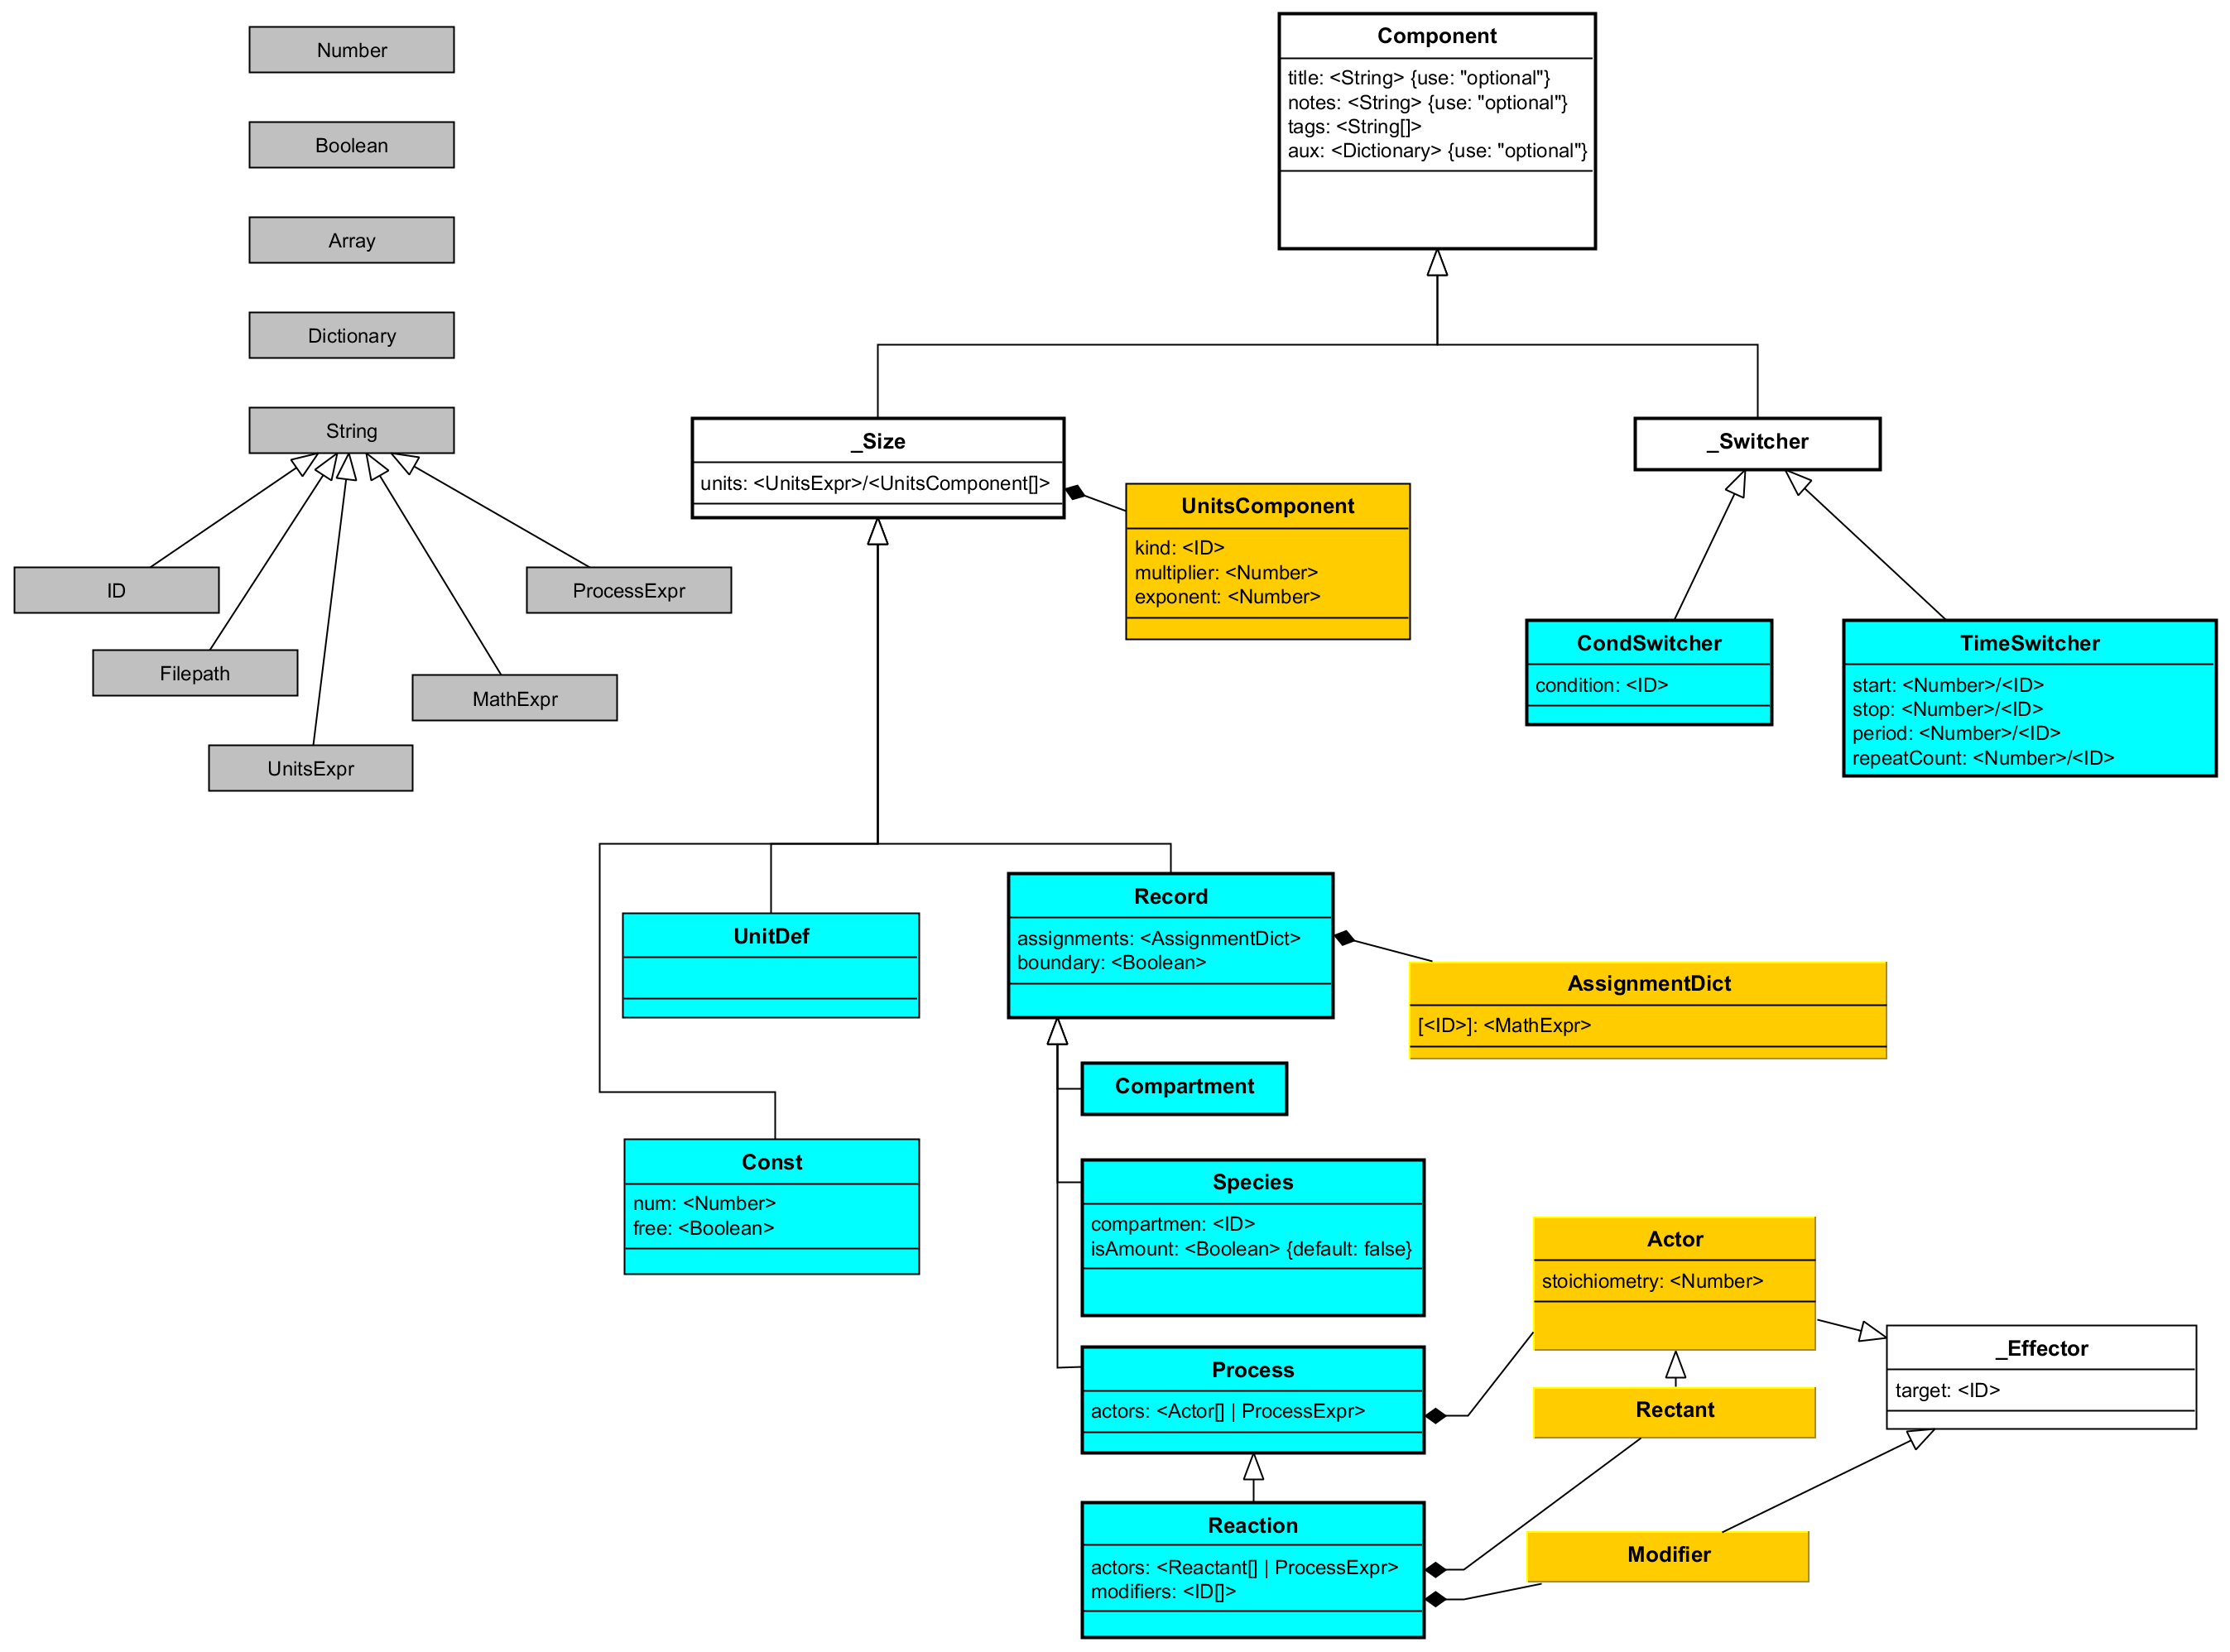 Number
Boolean
Array
Dictionary
String
ID
ProcessExpr
Filepath
MathExpr
UnitsExpr
Component
title: <String> {use: "optional"}
notes: <String> {use: "optional"}
tags: <String[]>
aux: <Dictionary> {use: "optional"}
_Size
units: <UnitsExpr>/<UnitsComponent[]>
UnitsComponent
kind: <ID>
multiplier: <Number>
exponent: <Number>
_Switcher
CondSwitcher
condition: <ID>
TimeSwitcher
start: <Number>/<ID>
stop: <Number>/<ID>
period: <Number>/<ID>
repeatCount: <Number>/<ID>
UnitDef
Record
assignments: <AssignmentDict>
boundary: <Boolean>
AssignmentDict
[<ID>]: <MathExpr>
Compartment
Const
num: <Number>
free: <Boolean>
Species
compartmen: <ID>
isAmount: <Boolean> {default: false}
Actor
stoichiometry: <Number>
_Effector
target: <ID>
Process
actors: <Actor[] | ProcessExpr>
Rectant
Reaction
actors: <Reactant[] | ProcessExpr>
modifiers: <ID[]>
Modifier